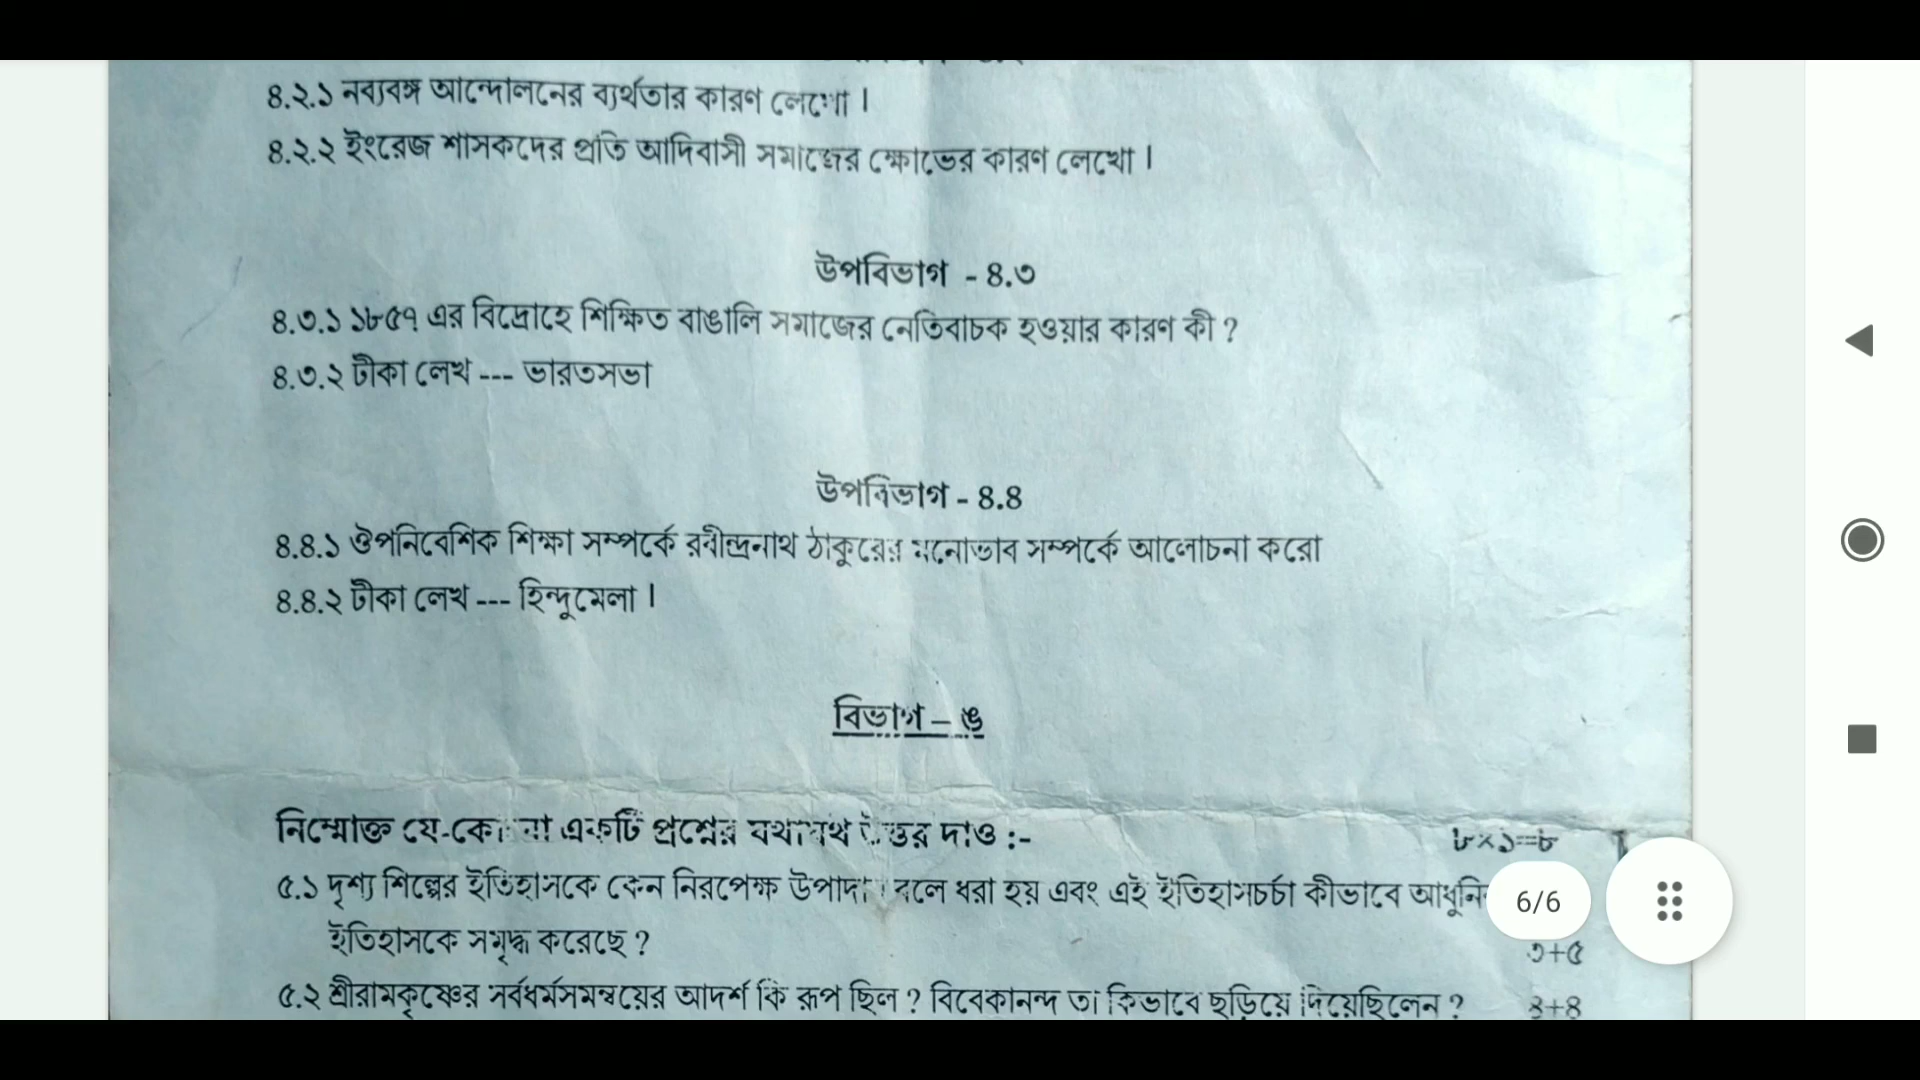 ৪.২.১ নব্যবঙ্গ আন্দোলনের ব্যর্থতার কারণ লেখো ।
৪.২.২ ইংরেজ শাসকদের প্রতি আদিবাসী সমাজের ক্ষোভের কারণ লেখো ।
উপবিভাগ - ৪.৩
৪.৩.১ ১৮৫৭ এর বিদ্রোহে শিক্ষিত বাঙালি সমাজের নেতিবাচক হওয়ার কারণ কী ?
৪.৩.২ টীকা লেখ --- ভারতসভা
উপবিভাগ - ৪.৪
৪.৪.১ ঔপনিবেশিক শিক্ষা সম্পর্কে রবীন্দ্রনাথ ঠাকুরের মনোভাব সম্পর্কে আলোচনা করো
৪.৪.২ টীকা লেখ --- হিন্দুমেলা ।
বিভাগ – ঙ
নিম্মোক্ত যে-কোনো একটি প্রশ্নের যথাযথ উত্তর দাও :- ৮×১=৮
৫.১ দৃশ্য শিল্পের ইতিহাসকে কেন নিরপেক্ষ উপাদান বলে ধরা হয় এবং এই ইতিহাসচর্চা কীভাবে
6/6
ইতিহাসকে সমৃদ্ধ করেছে ? ৩+৫
৫.২ শ্রীরামকৃষ্ণের সর্বধর্মসমন্বয়ের আদর্শ কি রূপ ছিল ? বিবেকানন্দ তা কিভাবে ছড়িয়ে দিয়েছিলেন ? ৪+৪